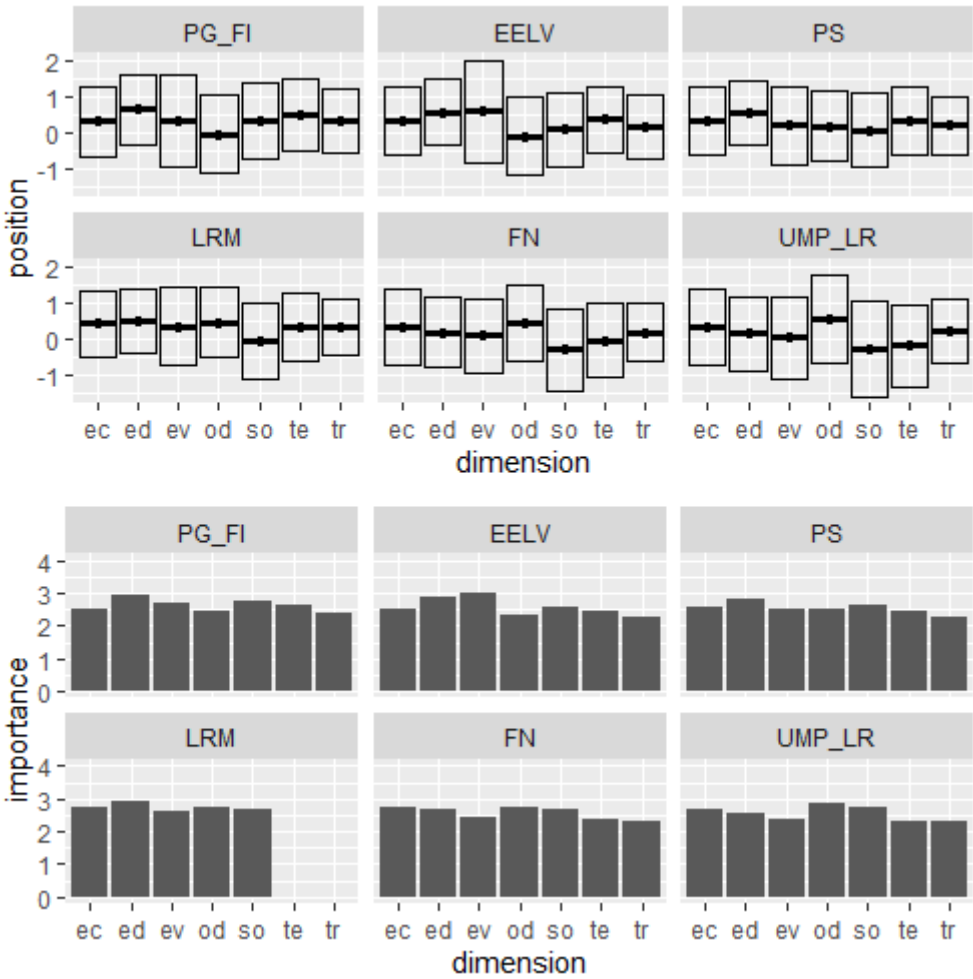 PG_FI EELV PS
2
1
0
-1
LRM FN UMP_LR
2
1
0
-1
position
ec ed ev od so te tr ec ed ev od so te tr ec ed ev od so te tr
dimension
PG_FI EELV PS
4
3
2
1
0
LRM FN UMP_LR
4
3
2
1
0
importance
ec ed ev od so te tr ec ed ev od so te tr ec ed ev od so te tr
dimension